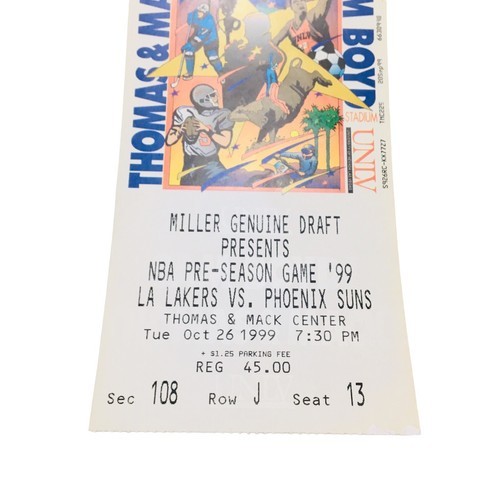 THOMAS & MA
M BOYD
STADIUM
UNLV
MILLER GENUINE DRAFT
PRESENTS
NBA PRE-SEASON GAME '99
LA LAKERS VS. PHOENIX SUNS
THOMAS & MACK CENTER
Tue Oct 26 1999 7:30 PM
+ $1.25 PARKING FEE
REG 45.00
Sec 108 Row J Seat 13